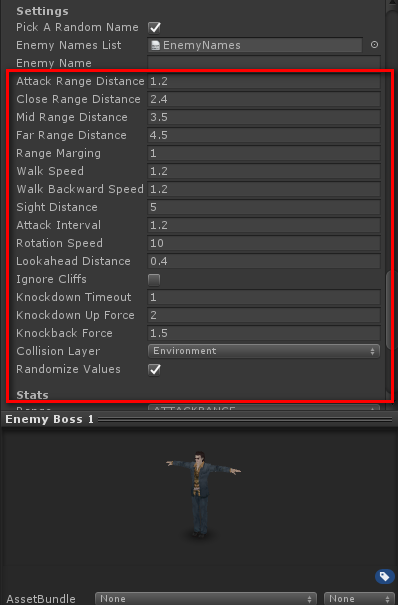 Settings
Pick A Random Name
Enemy Names List EnemyNames
Enemy Name
Attack Range Distance 1.2
Close Range Distance 2.4
Mid Range Distance 3.5
Far Range Distance 4.5
Range Marging 1
Walk Speed 1.2
Walk Backward Speed 1.2
Sight Distance 5
Attack Interval 1.2
Rotation Speed 10
Lookahead Distance 0.4
Ignore Cliffs
Knockdown Timeout 1
Knockdown Up Force 2
Knockback Force 1.5
Collision Layer Environment
Randomize Values
Stats
Range ATTACKRANGE
Enemy Boss 1
AssetBundle None None